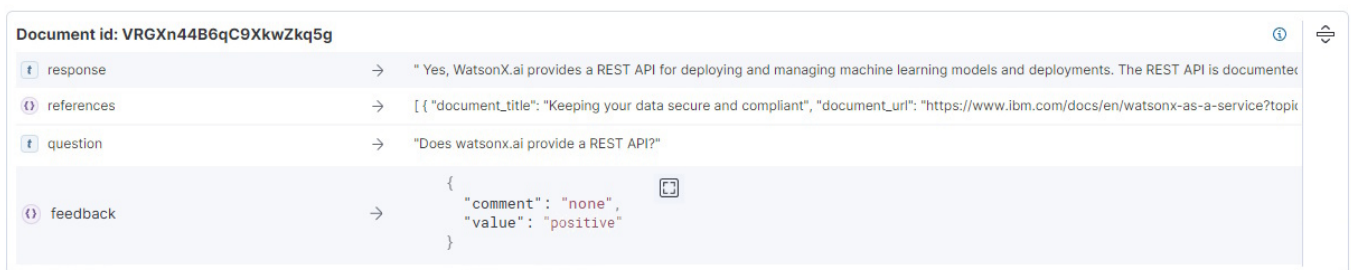 Document id: VRGXn44B6qC9XkwZkq5g
t response → " Yes, WatsonX.ai provides a REST API for deploying and managing machine learning models and deployments. The REST API is documented
{} references → [ { "document_title": "Keeping your data secure and compliant", "document_url": "https://www.ibm.com/docs/en/watsonx-as-a-service?topic
t question → "Does watsonx.ai provide a REST API?"
{
"comment": "none",
{} feedback → "value": "positive"
}